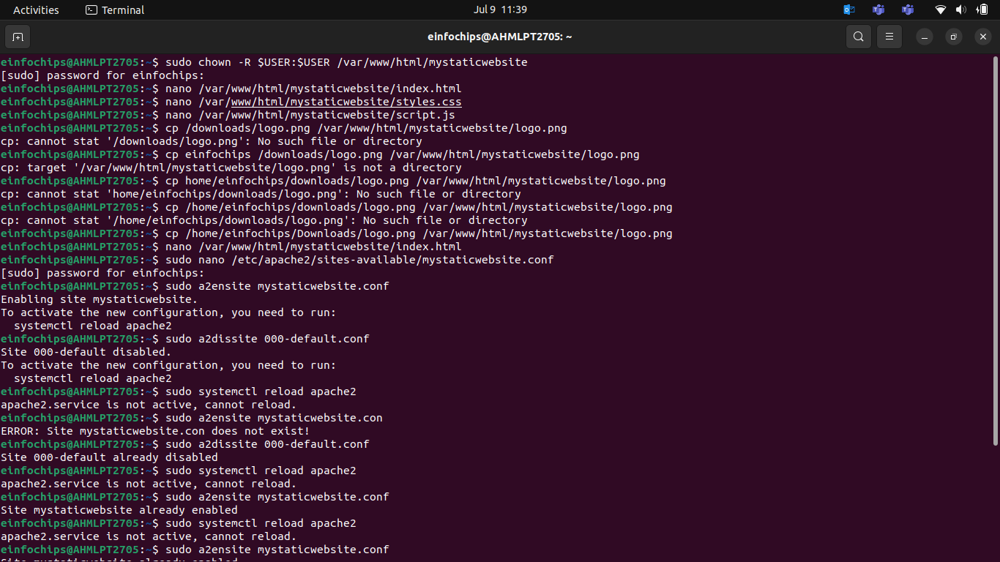 Activities
Terminal
Jul 9 11:39
einfochips@AHMLPT2705: ~
einfochips@AHMLPT2705:~$ sudo chown -R $USER:$USER /var/www/html/mystaticwebsite
[sudo] password for einfochips:
einfochips@AHMLPT2705:~$ nano /var/www/html/mystaticwebsite/index.html
einfochips@AHMLPT2705:~$ nano /var/www/html/mystaticwebsite/styles.css
einfochips@AHMLPT2705:~$ nano /var/www/html/mystaticwebsite/script.js
einfochips@AHMLPT2705:~$ cp /downloads/logo.png /var/www/html/mystaticwebsite/logo.png
cp: cannot stat '/downloads/logo.png': No such file or directory
einfochips@AHMLPT2705:~$ cp einfochips /downloads/logo.png /var/www/html/mystaticwebsite/logo.png
cp: target '/var/www/html/mystaticwebsite/logo.png' is not a directory
einfochips@AHMLPT2705:~$ cp home/einfochips/downloads/logo.png /var/www/html/mystaticwebsite/logo.png
cp: cannot stat 'home/einfochips/downloads/logo.png': No such file or directory
einfochips@AHMLPT2705:~$ cp /home/einfochips/downloads/logo.png /var/www/html/mystaticwebsite/logo.png
cp: cannot stat '/home/einfochips/downloads/logo.png': No such file or directory
einfochips@AHMLPT2705:~$ cp /home/einfochips/Downloads/logo.png /var/www/html/mystaticwebsite/logo.png
einfochips@AHMLPT2705:~$ nano /var/www/html/mystaticwebsite/index.html
einfochips@AHMLPT2705:~$ sudo nano /etc/apache2/sites-available/mystaticwebsite.conf
[sudo] password for einfochips:
einfochips@AHMLPT2705:~$ sudo a2ensite mystaticwebsite.conf
Enabling site mystaticwebsite.
To activate the new configuration, you need to run:
  systemctl reload apache2
einfochips@AHMLPT2705:~$ sudo a2dissite 000-default.conf
Site 000-default disabled.
To activate the new configuration, you need to run:
  systemctl reload apache2
einfochips@AHMLPT2705:~$ sudo systemctl reload apache2
apache2.service is not active, cannot reload.
einfochips@AHMLPT2705:~$ sudo a2ensite mystaticwebsite.con
ERROR: Site mystaticwebsite.con does not exist!
einfochips@AHMLPT2705:~$ sudo a2dissite 000-default.conf
Site 000-default already disabled
einfochips@AHMLPT2705:~$ sudo systemctl reload apache2
apache2.service is not active, cannot reload.
einfochips@AHMLPT2705:~$ sudo a2ensite mystaticwebsite.conf
Site mystaticwebsite already enabled
einfochips@AHMLPT2705:~$ sudo systemctl reload apache2
apache2.service is not active, cannot reload.
einfochips@AHMLPT2705:~$ sudo a2ensite mystaticwebsite.conf
Site mystaticwebsite already enabled